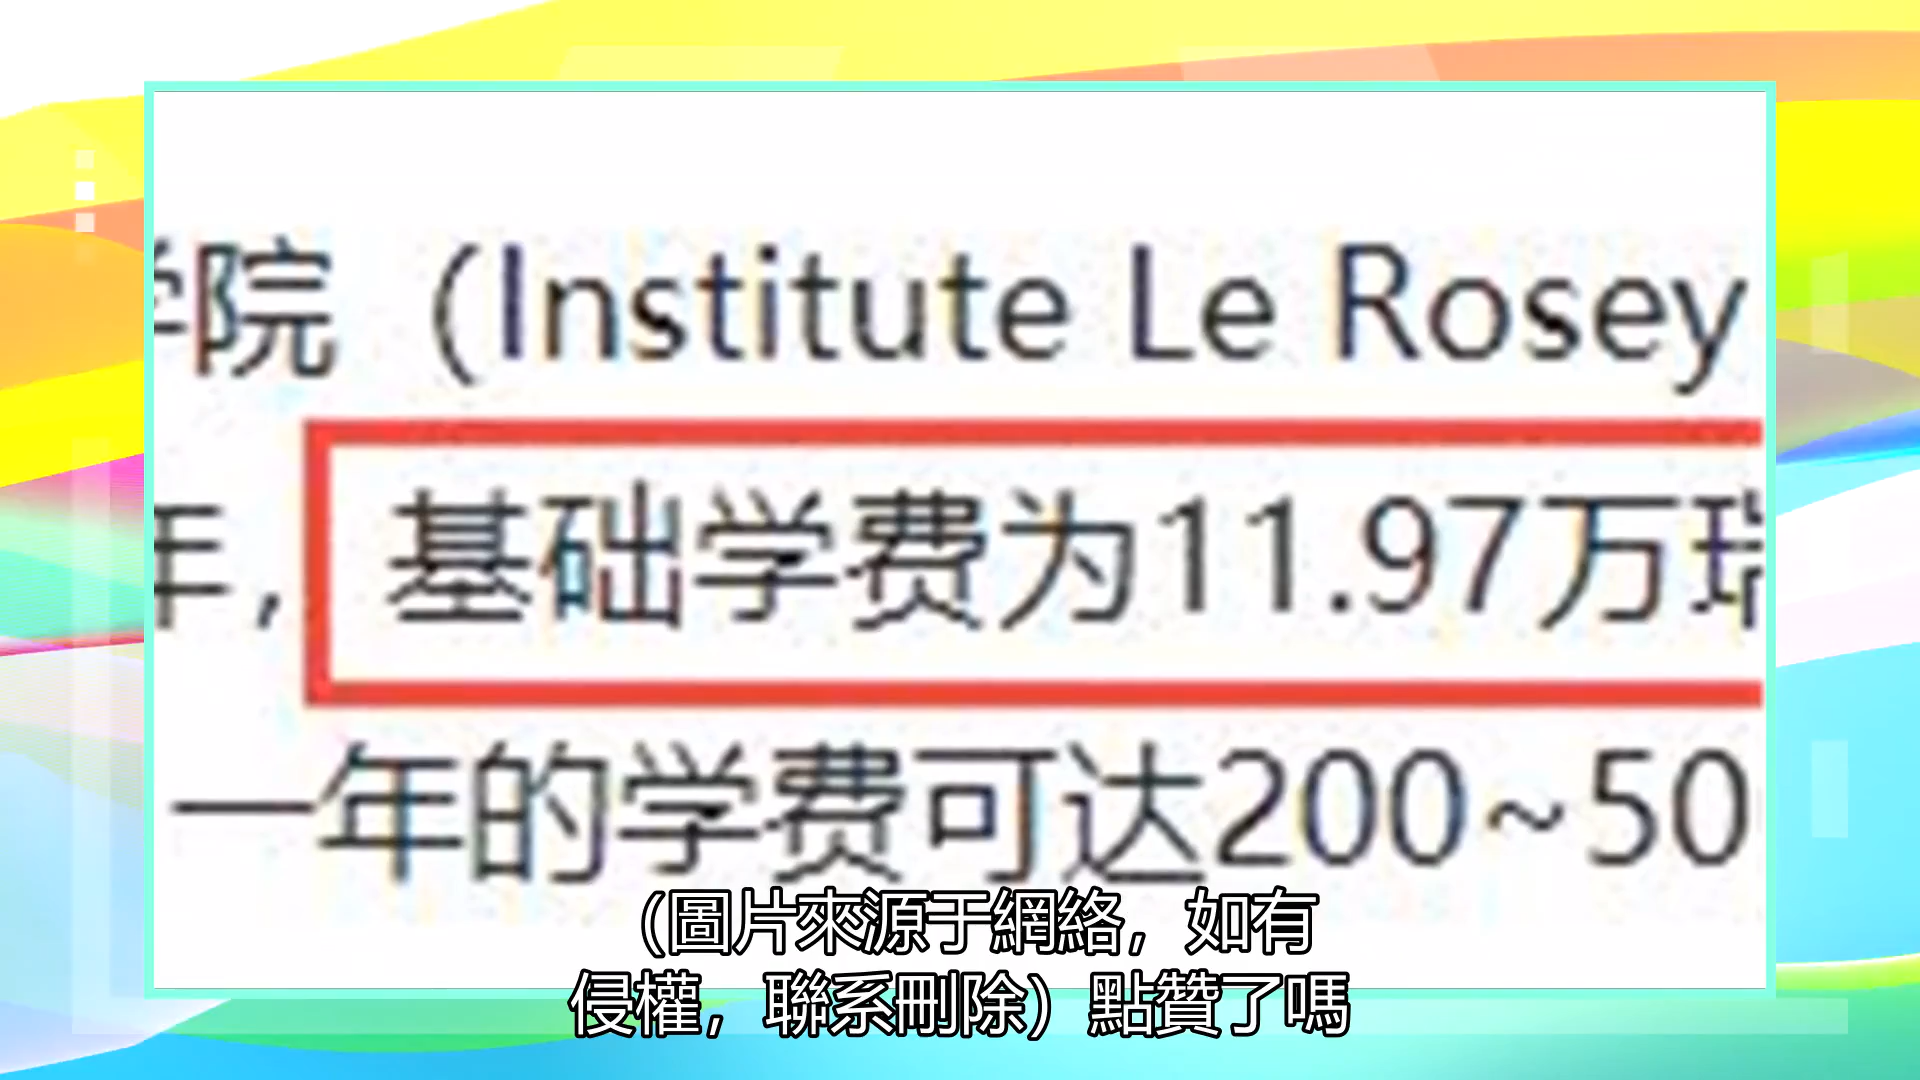 学院（Institute Le Rosey
年，基础学费为11.97万瑞
一年的学费可达200~50
（圖片來源于網絡，如有
侵權，聯系刪除）點贊了嗎